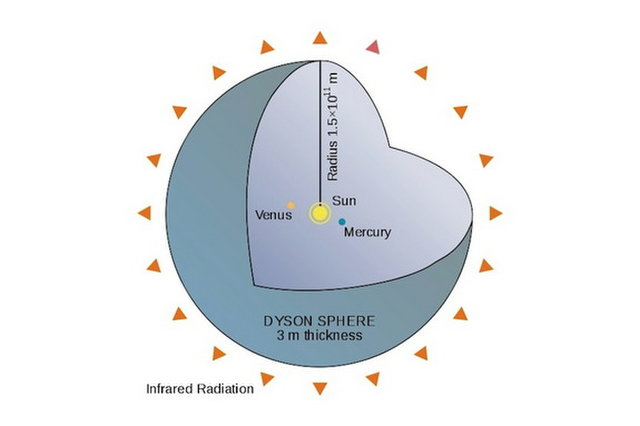 Radius 1.5×10¹¹ m
Sun
Venus
Mercury
DYSON SPHERE
3 m thickness
Infrared Radiation